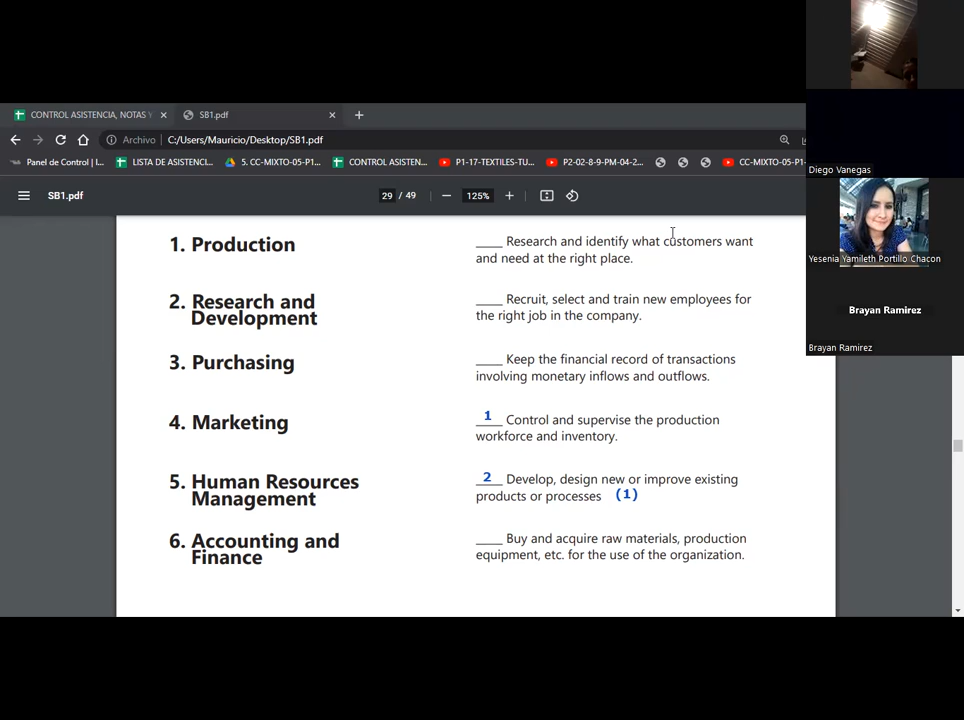 CONTROL ASISTENCIA, NOTAS Y
SB1.pdf
Archivo
C:/Users/Mauricio/Desktop/SB1.pdf
Panel de Control | I...
LISTA DE ASISTENCI...
5. CC-MIXTO-05-P1...
CONTROL ASISTEN...
P1-17-TEXTILES-TU...
P2-02-8-9-PM-04-2...
CC-MIXTO-05-P1-
SB1.pdf
29 / 49
125%
1. Production
____ Research and identify what customers want
and need at the right place.
2. Research and
Development
____ Recruit, select and train new employees for
the right job in the company.
3. Purchasing
____ Keep the financial record of transactions
involving monetary inflows and outflows.
4. Marketing
1 Control and supervise the production
workforce and inventory.
5. Human Resources
Management
2 Develop, design new or improve existing
products or processes (1)
6. Accounting and
Finance
____ Buy and acquire raw materials, production
equipment, etc. for the use of the organization.
Diego Vanegas
Yesenia Yamileth Portillo Chacon
Brayan Ramirez
Brayan Ramirez